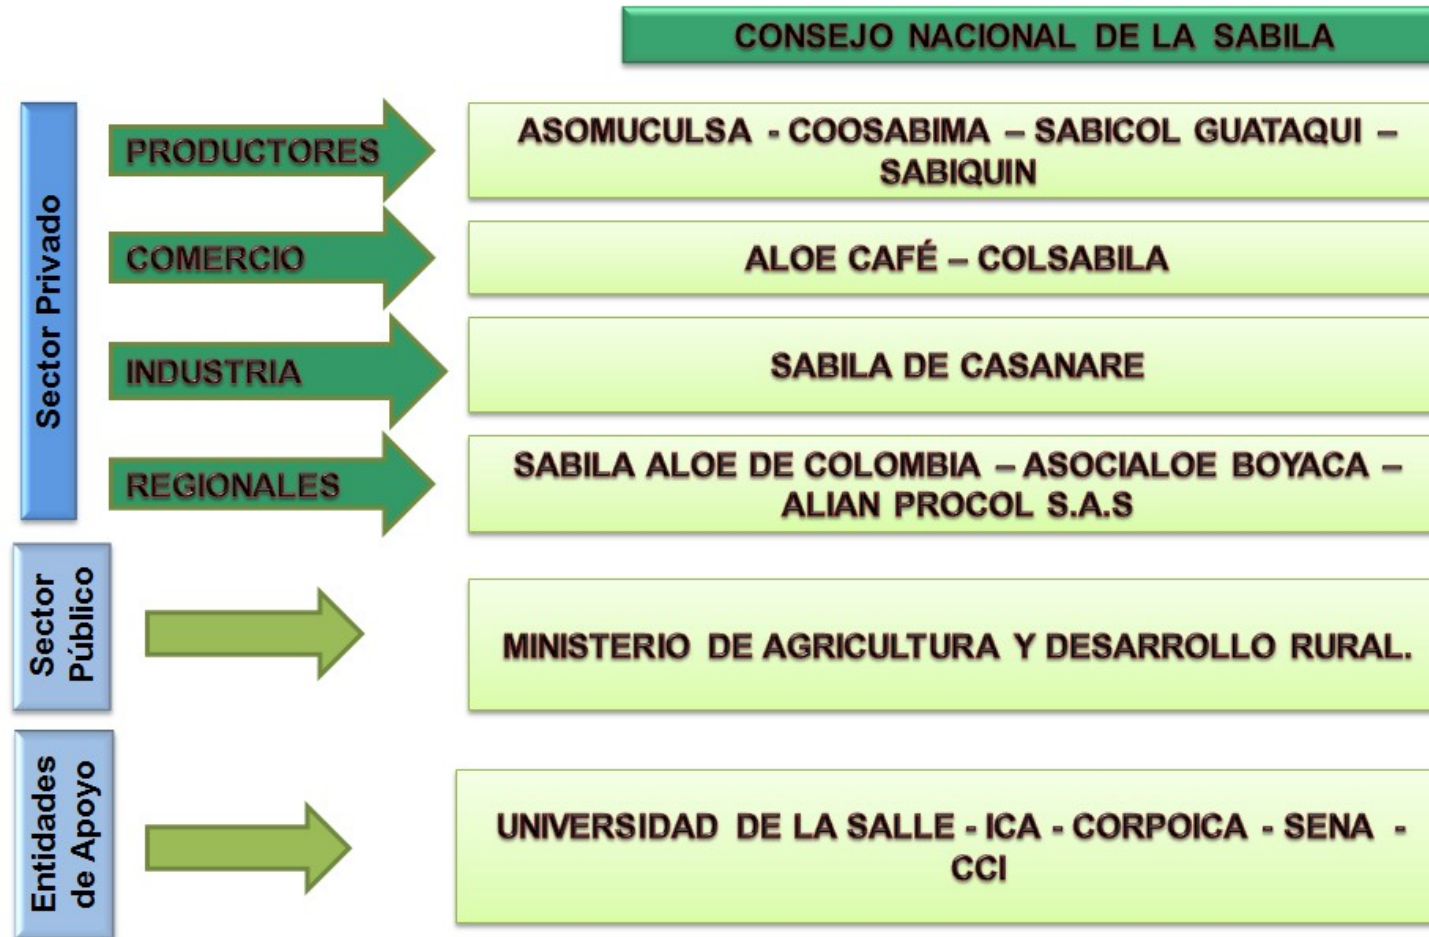 CONSEJO NACIONAL DE LA SABILA
Sector Privado
PRODUCTORES
ASOMUCULSA - COOSABIMA – SABICOL GUATAQUI –
SABIQUIN
COMERCIO
ALOE CAFÉ – COLSABILA
INDUSTRIA
SABILA DE CASANARE
REGIONALES
SABILA ALOE DE COLOMBIA – ASOCIALOE BOYACA –
ALIAN PROCOL S.A.S
Sector
Público
MINISTERIO DE AGRICULTURA Y DESARROLLO RURAL.
Entidades
de Apoyo
UNIVERSIDAD DE LA SALLE - ICA - CORPOICA - SENA -
CCI